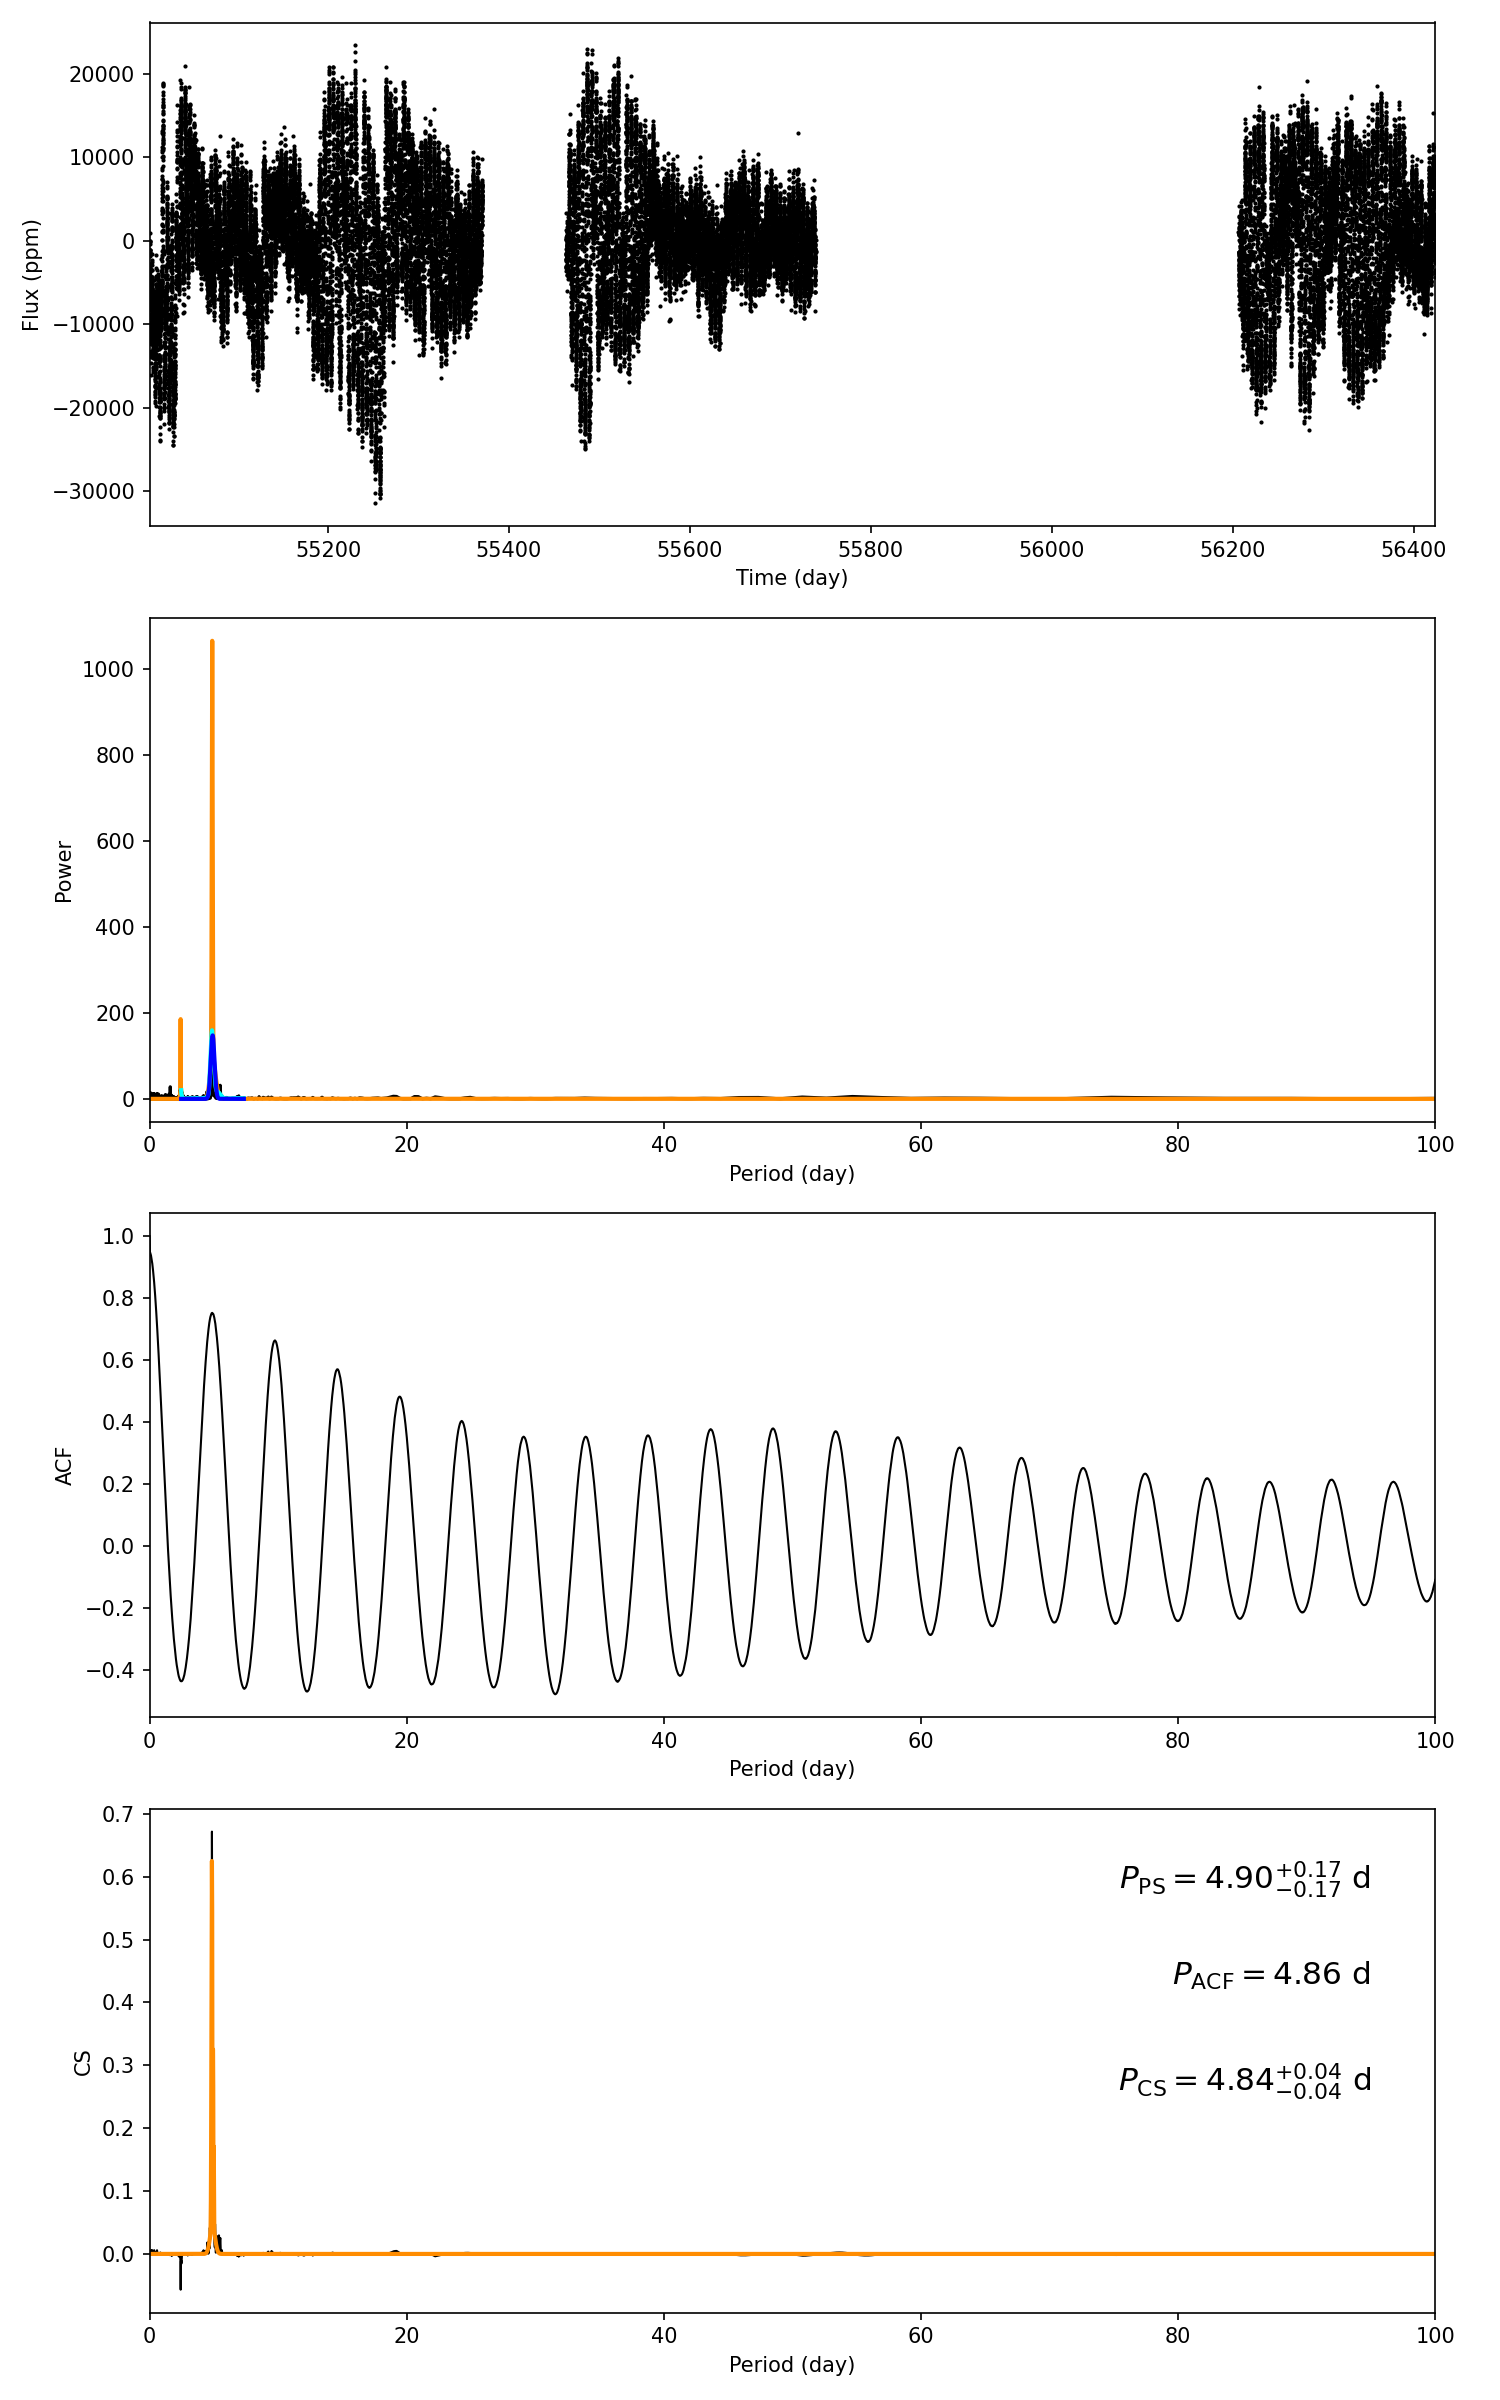 20000
10000
0
−10000
−20000
−30000
Flux (ppm)
55200 55400 55600 55800 56000 56200 56400
Time (day)
1000
800
600
400
200
0
Power
0 20 40 60 80 100
Period (day)
1.0
0.8
0.6
0.4
0.2
0.0
−0.2
−0.4
ACF
0 20 40 60 80 100
Period (day)
0.7
0.6
0.5
0.4
0.3
0.2
0.1
0.0
CS
P_PS = 4.90^{+0.17}_{−0.17} d
P_ACF = 4.86 d
P_CS = 4.84^{+0.04}_{−0.04} d
0 20 40 60 80 100
Period (day)